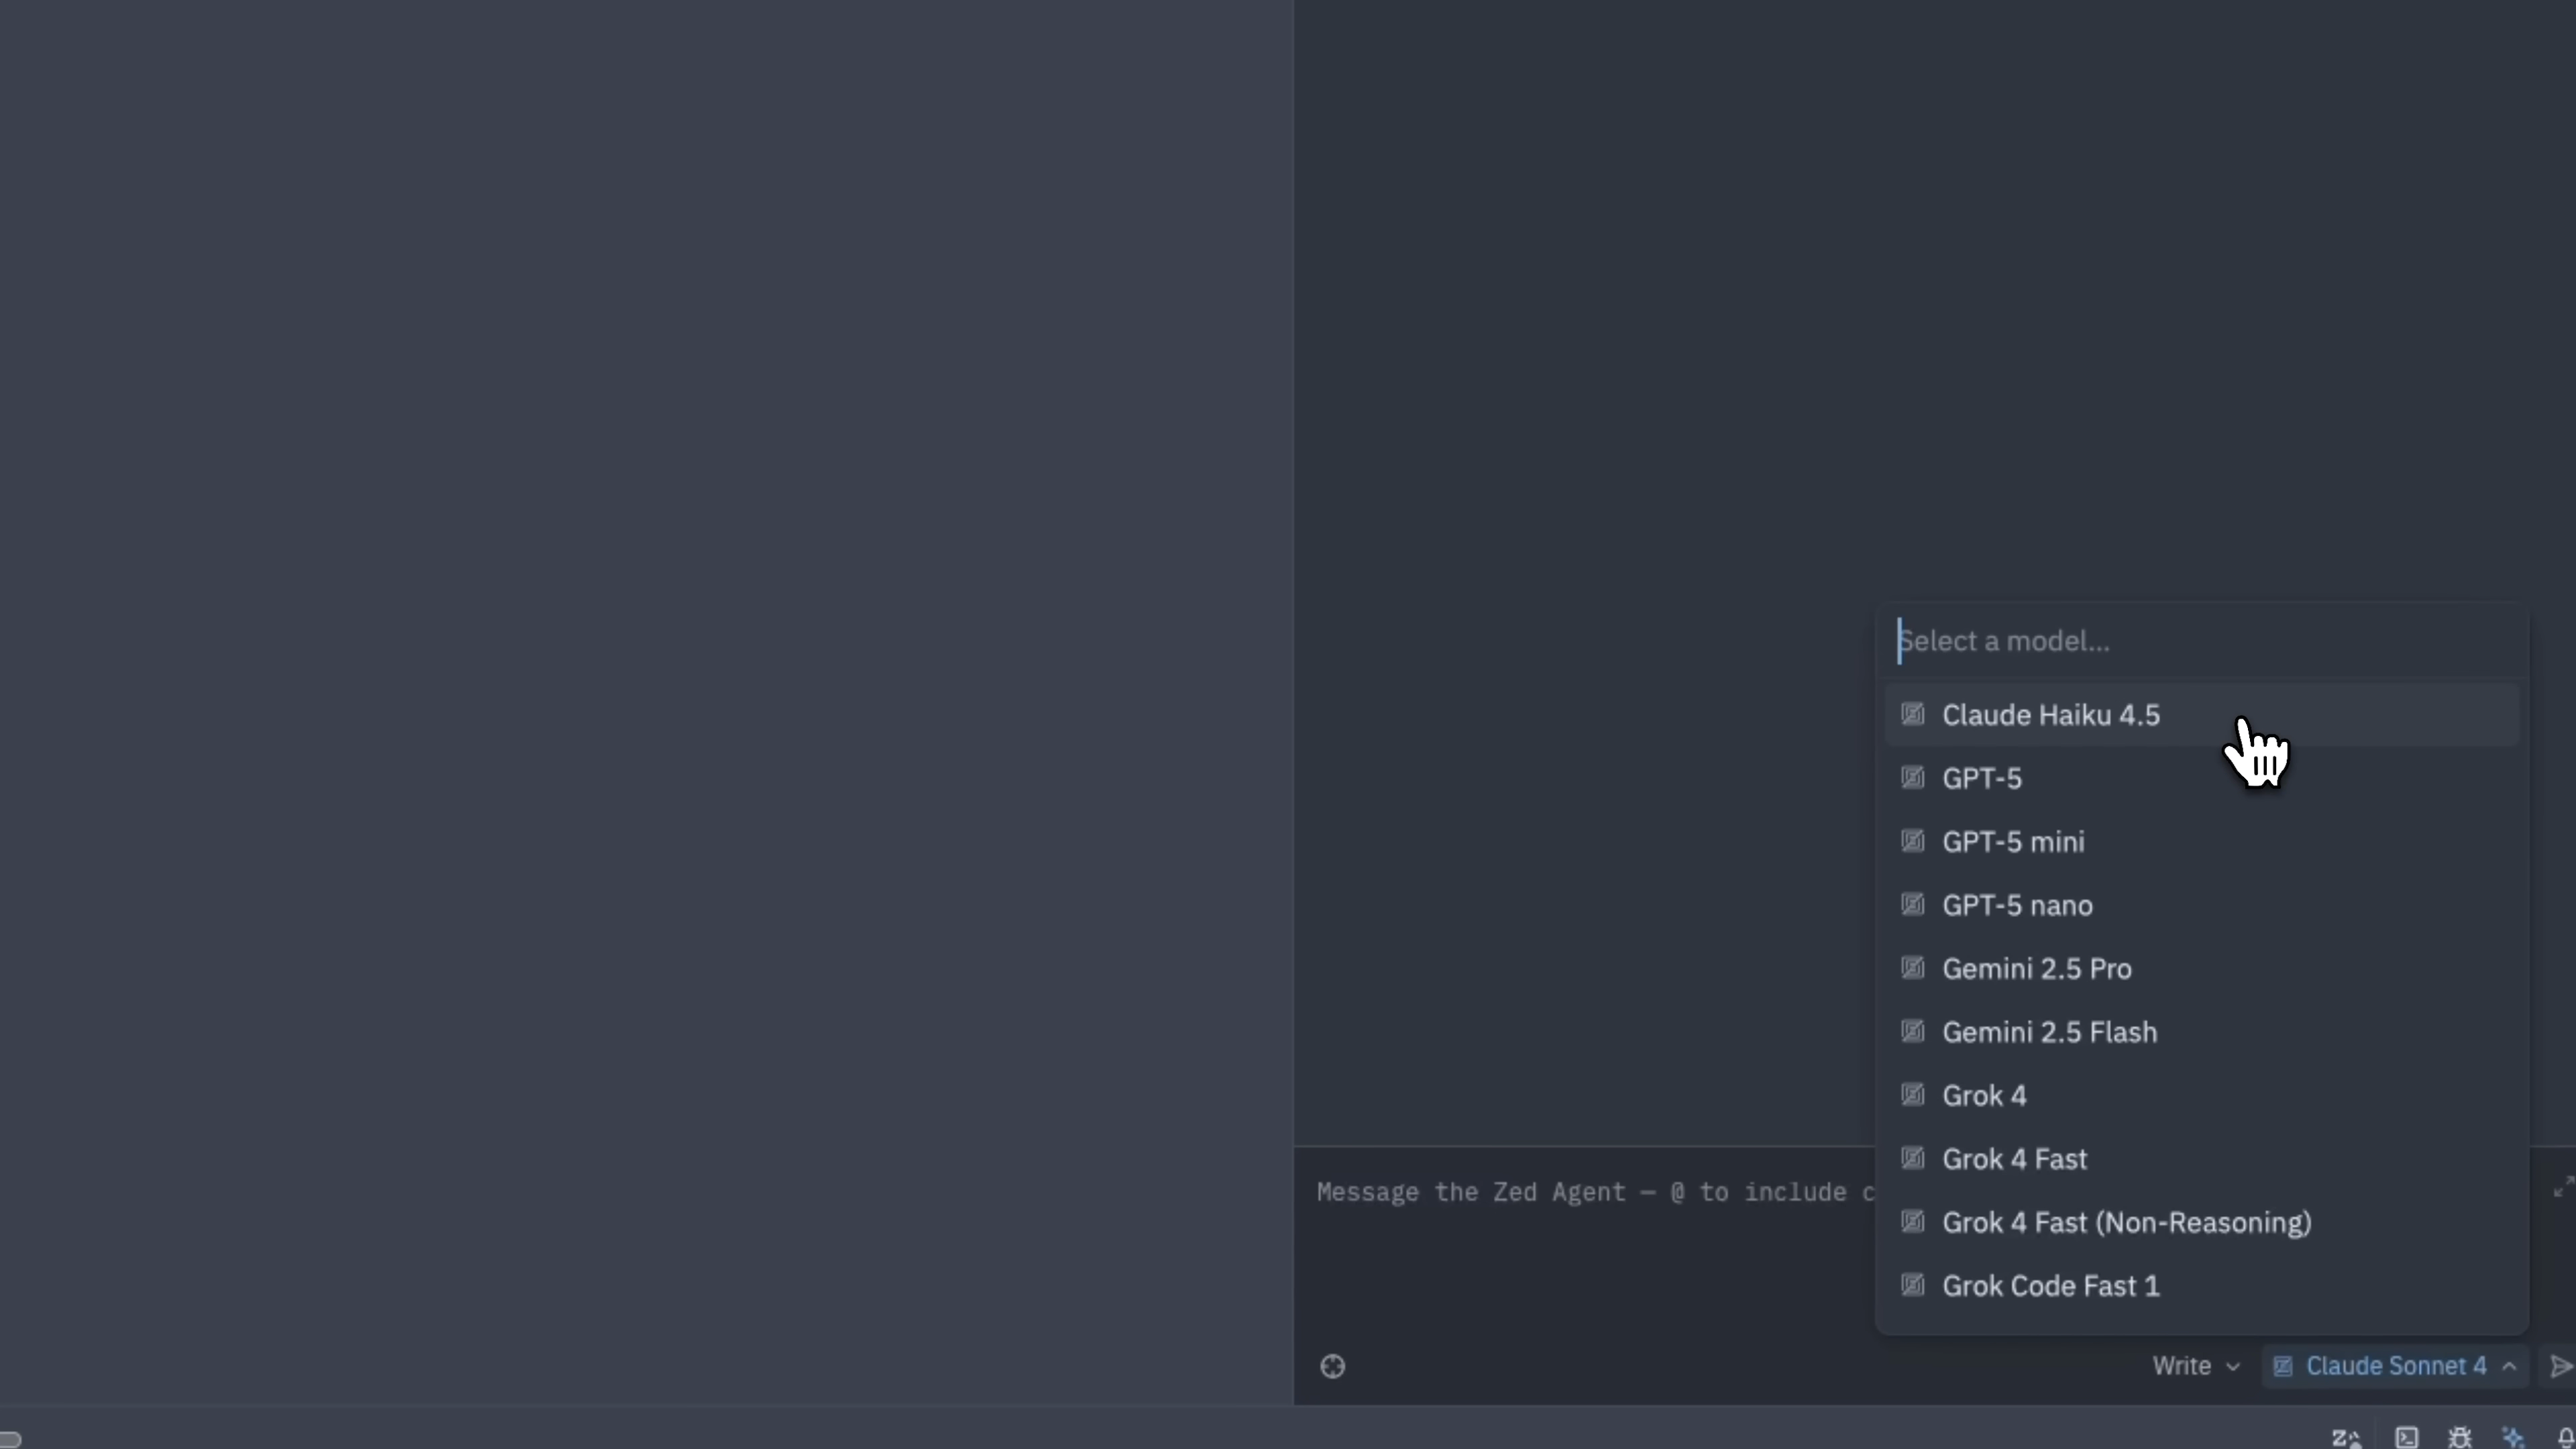 Select a model...
Claude Haiku 4.5
GPT-5
GPT-5 mini
GPT-5 nano
Gemini 2.5 Pro
Gemini 2.5 Flash
Grok 4
Grok 4 Fast
Message the Zed Agent — @ to include c
Grok 4 Fast (Non-Reasoning)
Grok Code Fast 1
Write
Claude Sonnet 4